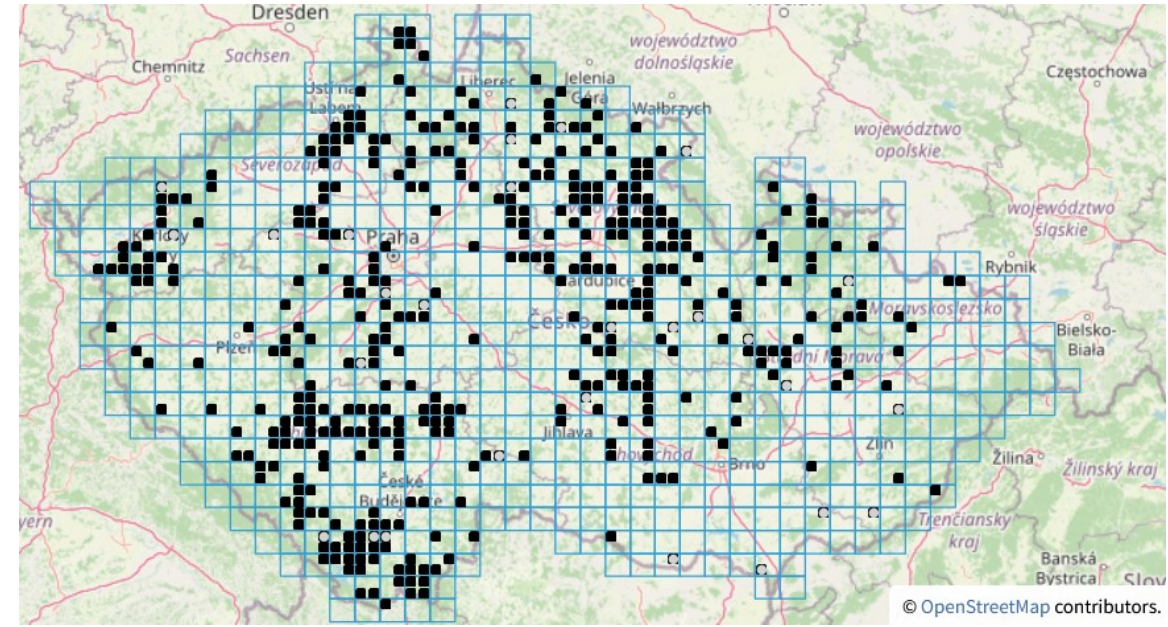 Dresden
Sachsen
Chemnitz
Liberec
Jelenia
Góra
województwo
dolnośląskie
Wałbrzych
Częstochowa
województwo
opolskie
Severozápad
województwo
śląskie
Praha
Rybnik
Pardubice
Moravskoslezsko
Česko
Bielsko-
Biała
Plzeň
Jihlava
Brno
Zlín
Žilina
Žilinský kraj
České
Trenčiansky
kraj
Banská
Bystrica
© OpenStreetMap contributors.